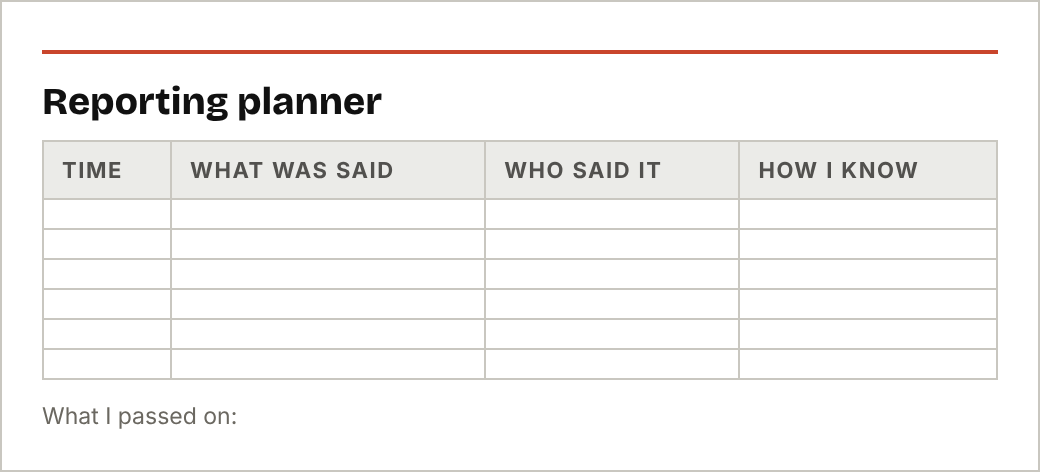 Reporting planner
TIME WHAT WAS SAID WHO SAID IT HOW I KNOW
What I passed on: